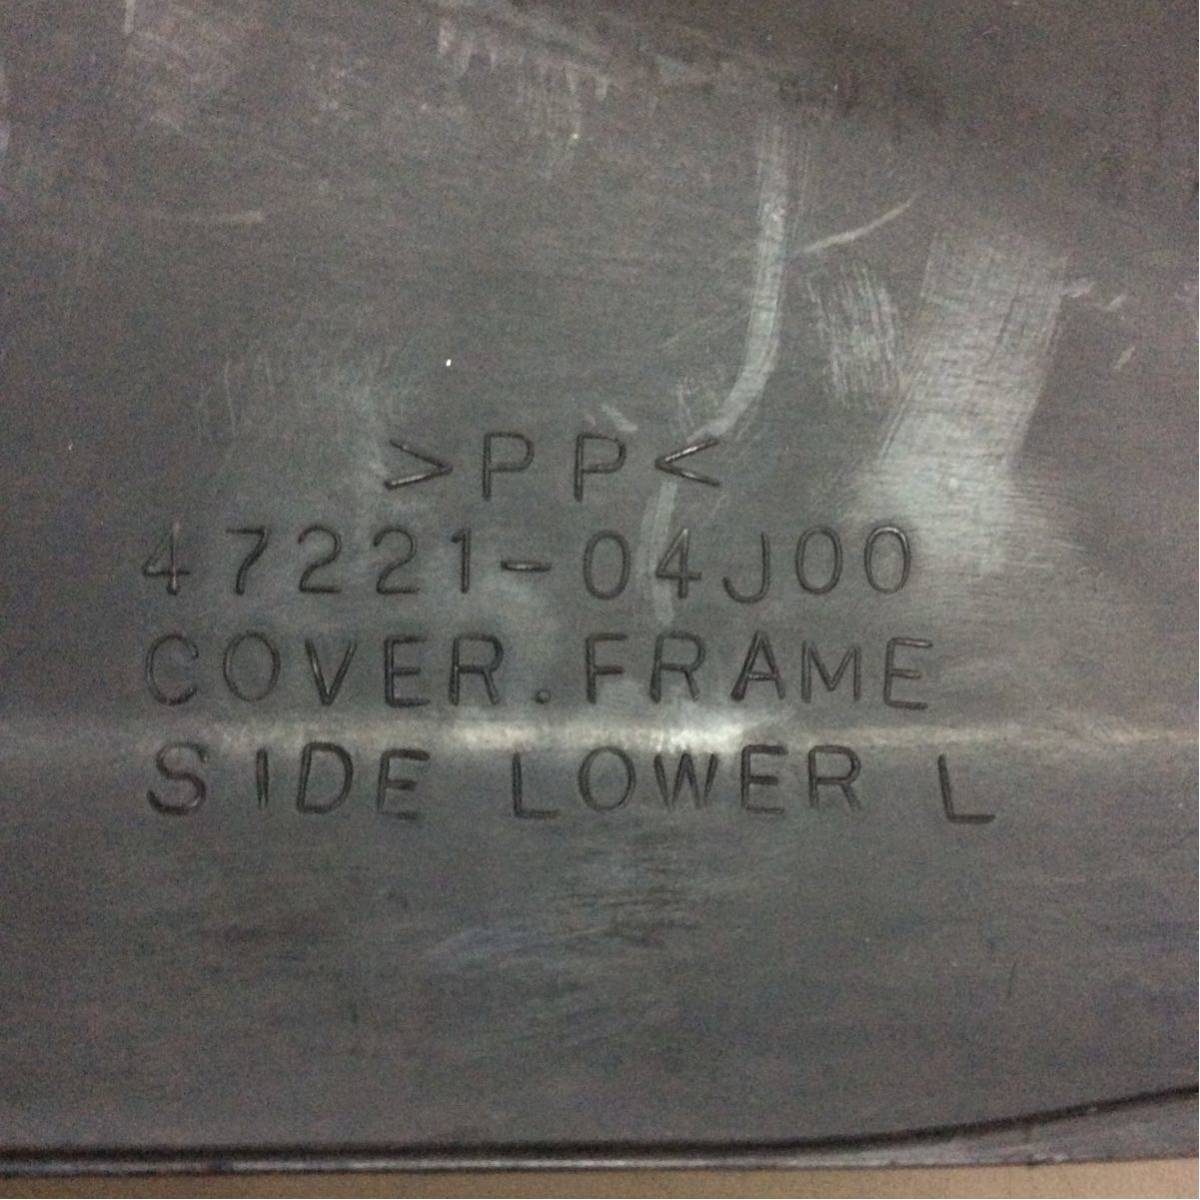 >PP<
47221-04J00
COVER.FRAME
SIDE LOWER L